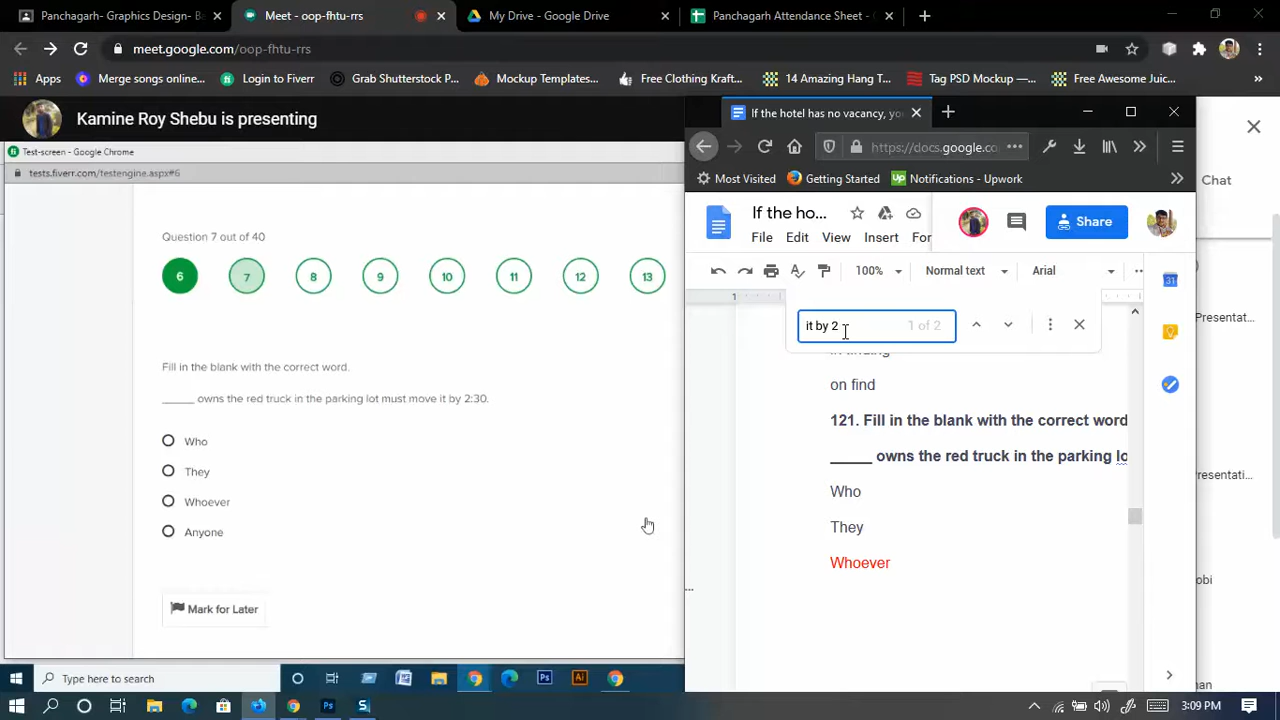 Panchagarh- Graphics Design- Ba
Meet - oop-fhtu-rrs
My Drive - Google Drive
Panchagarh Attendance Sheet - G
meet.google.com/oop-fhtu-rrs
Apps
Merge songs online...
Login to Fiverr
Grab Shutterstock P...
Mockup Templates...
Free Clothing Kraft...
14 Amazing Hang T...
Tag PSD Mockup —...
Free Awesome Juic...
»
Kamine Roy Shebu is presenting
Test-screen - Google Chrome
tests.fiverr.com/testengine.aspx#6
Question 7 out of 40
6
7
8
9
10
11
12
13
Fill in the blank with the correct word.
______ owns the red truck in the parking lot must move it by 2:30.
Who
They
Whoever
Anyone
Mark for Later
Type here to search
If the hotel has no vacancy, yo
https://docs.google.co
Most Visited
Getting Started
Notifications - Upwork
»
If the ho...
Share
File
Edit
View
Insert
For
100%
Normal text
Arial
1
it by 2
1 of 2
on find
121. Fill in the blank with the correct word
______ owns the red truck in the parking lo
Who
They
Whoever
Chat
Presentat...
resentati...
obi
nan
3:09 PM